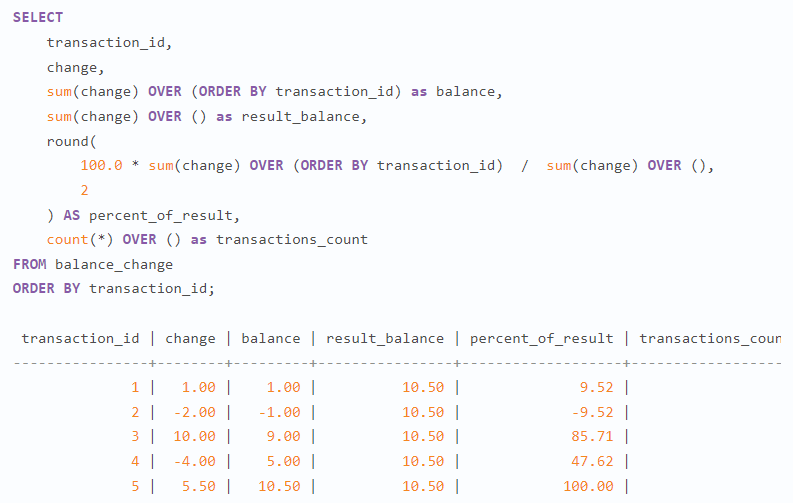 SELECT
    transaction_id,
    change,
    sum(change) OVER (ORDER BY transaction_id) as balance,
    sum(change) OVER () as result_balance,
    round(
        100.0 * sum(change) OVER (ORDER BY transaction_id)  /  sum(change) OVER (),
        2
    ) AS percent_of_result,
    count(*) OVER () as transactions_count
FROM balance_change
ORDER BY transaction_id;
 transaction_id | change | balance | result_balance | percent_of_result | transactions_coun
----------------+--------+---------+----------------+-------------------+------------------
              1 |   1.00 |    1.00 |          10.50 |              9.52 |
              2 |  -2.00 |   -1.00 |          10.50 |             -9.52 |
              3 |  10.00 |    9.00 |          10.50 |             85.71 |
              4 |  -4.00 |    5.00 |          10.50 |             47.62 |
              5 |   5.50 |   10.50 |          10.50 |            100.00 |